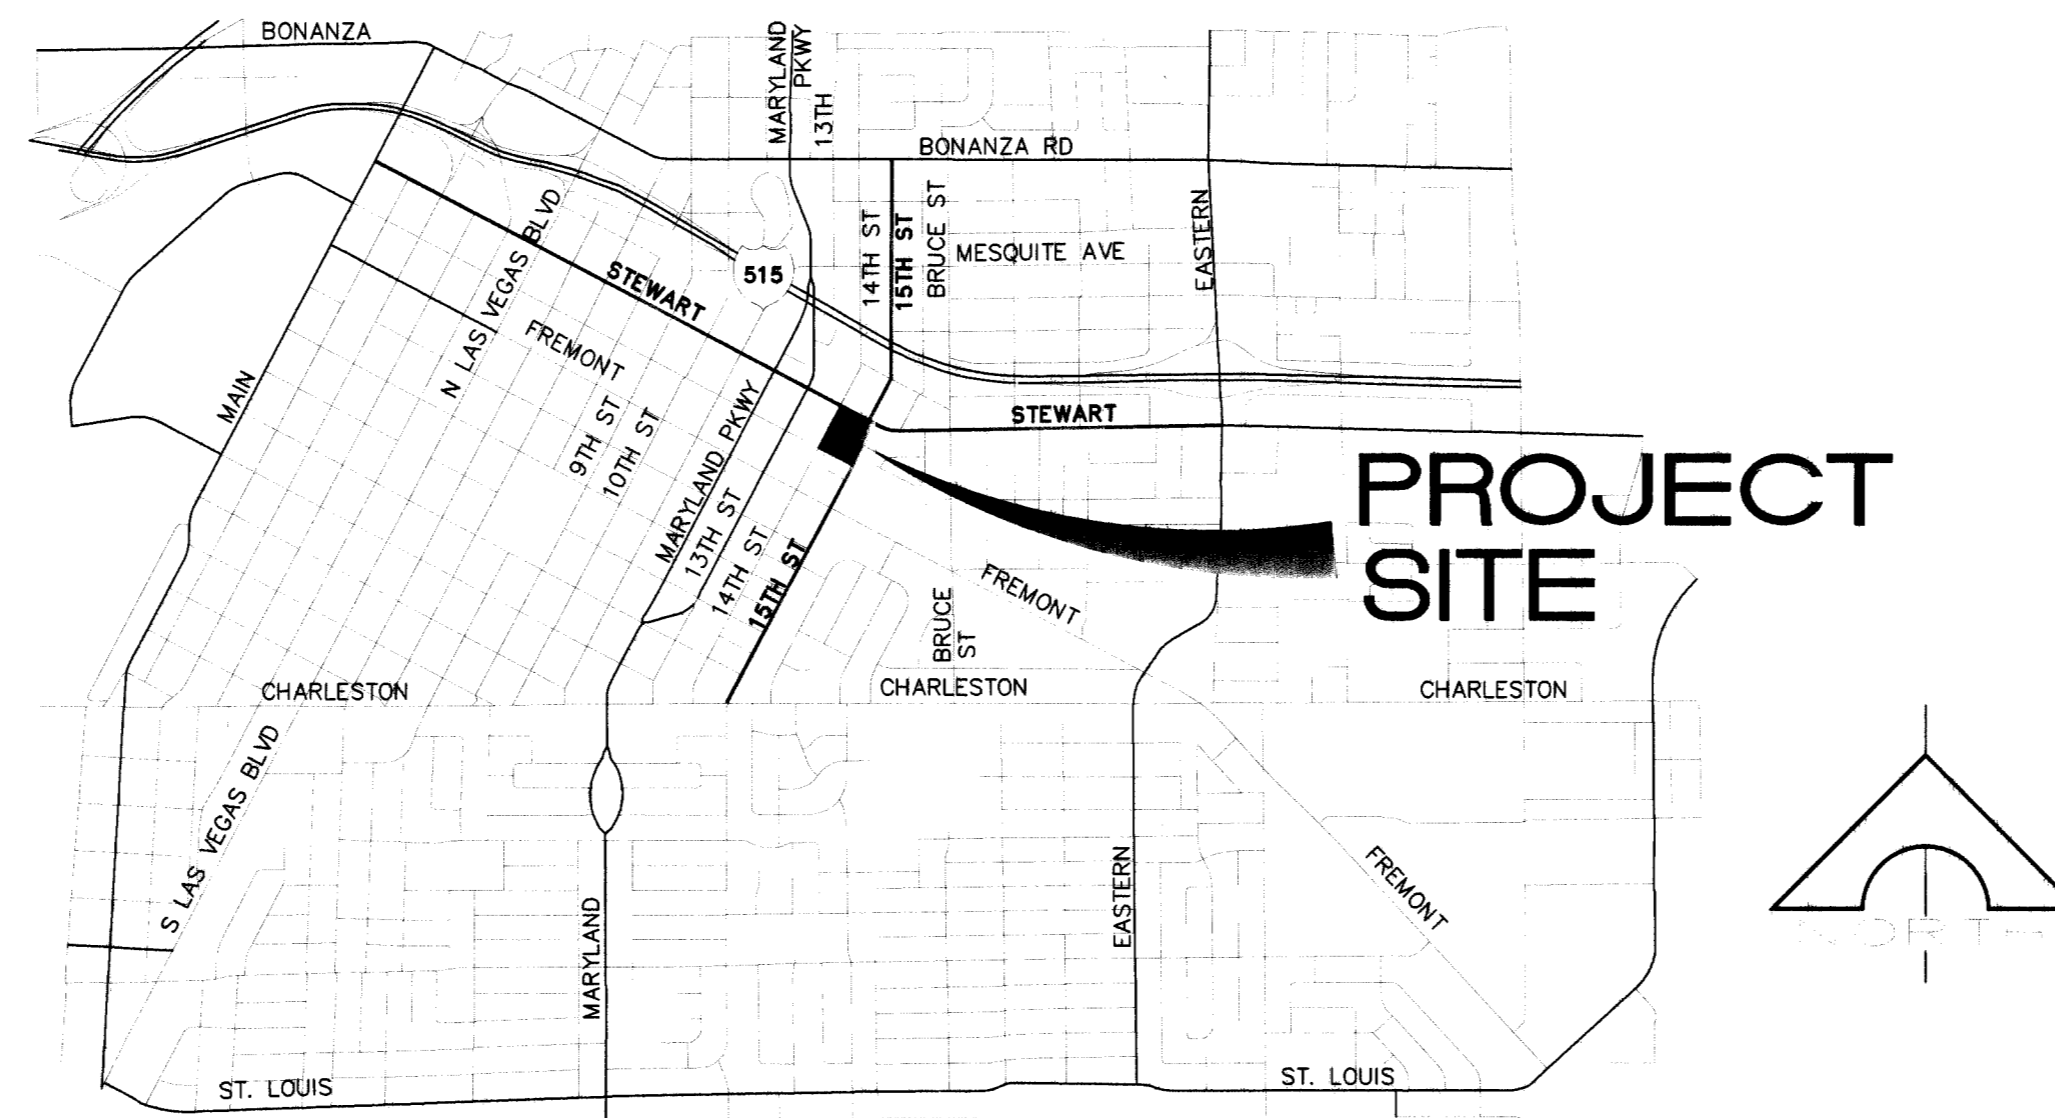 BONANZA
MARYLAND
PKWY
13TH
BONANZA RD
N LAS VEGAS BLVD
14TH ST
15TH ST
BRUCE ST
MESQUITE AVE
EASTERN
STEWART
515
FREMONT
MAIN
9TH ST
10TH ST
MARYLAND PKWY
13TH ST
14TH ST
15TH ST
STEWART
PROJECT
SITE
FREMONT
BRUCE
ST
CHARLESTON
CHARLESTON
CHARLESTON
S LAS VEGAS BLVD
MARYLAND
EASTERN
FREMONT
NORTH
ST. LOUIS
ST. LOUIS